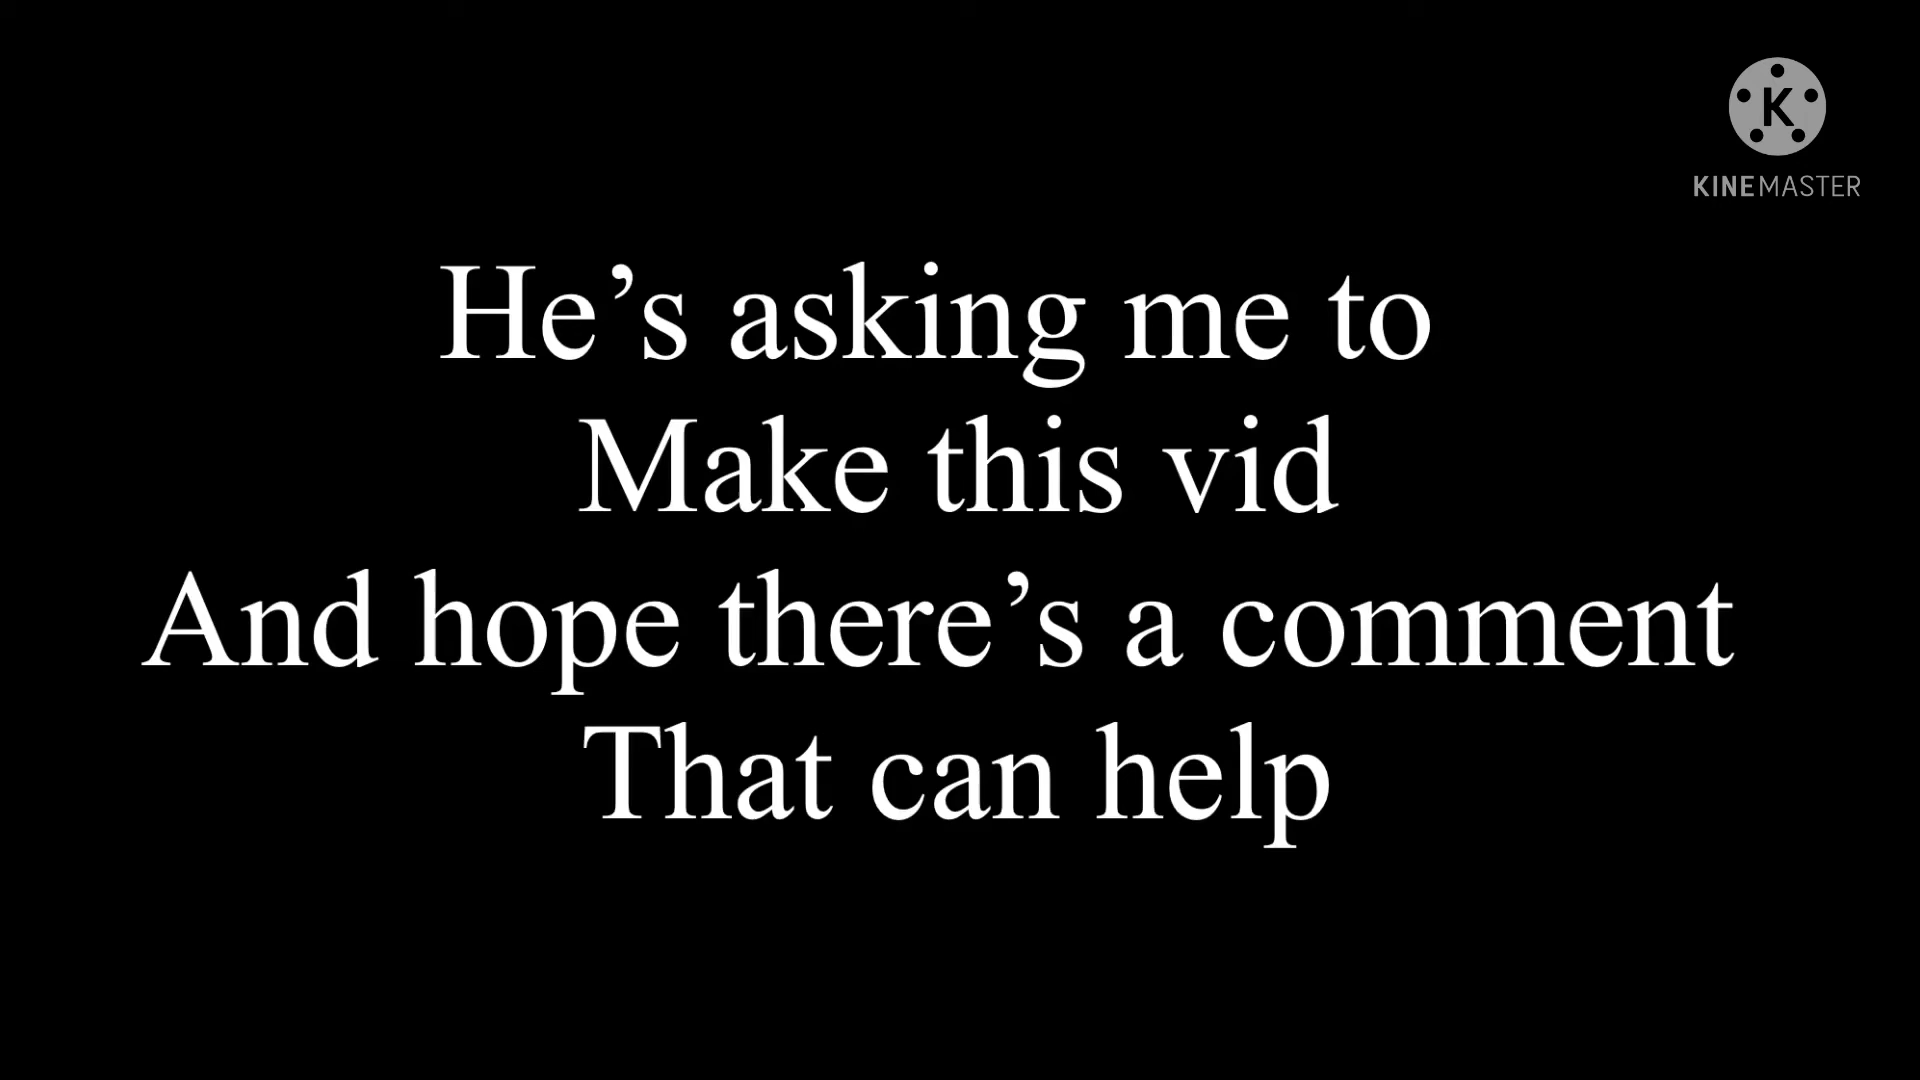 K
KINEMASTER
He’s asking me to
Make this vid
And hope there’s a comment
That can help